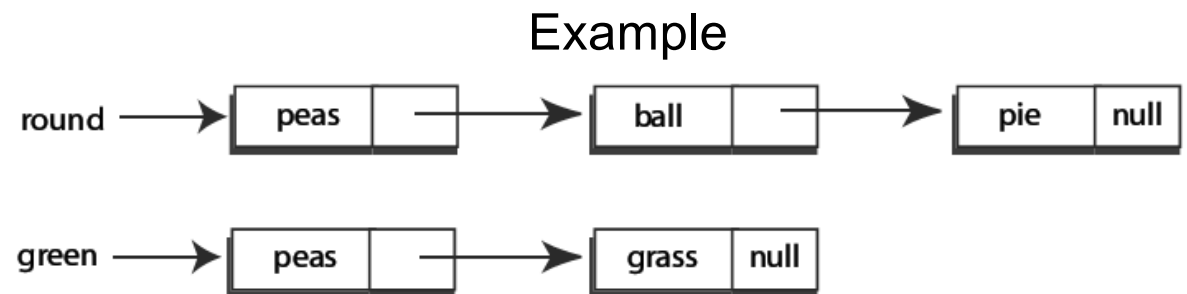 Example
round peas ball pie null
green peas grass null